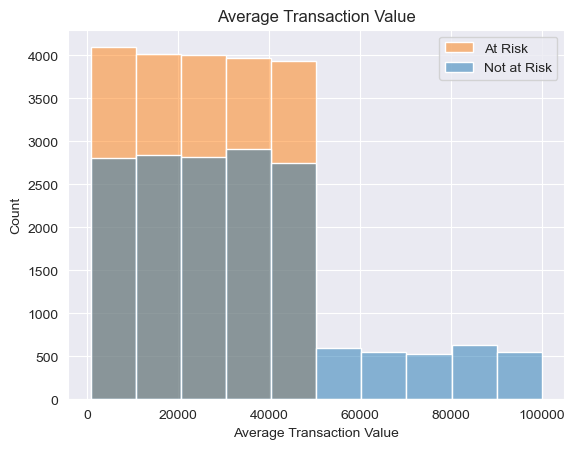 Average Transaction Value
At Risk
Not at Risk
Count
4000
3500
3000
2500
2000
1500
1000
500
0
0 20000 40000 60000 80000 100000
Average Transaction Value